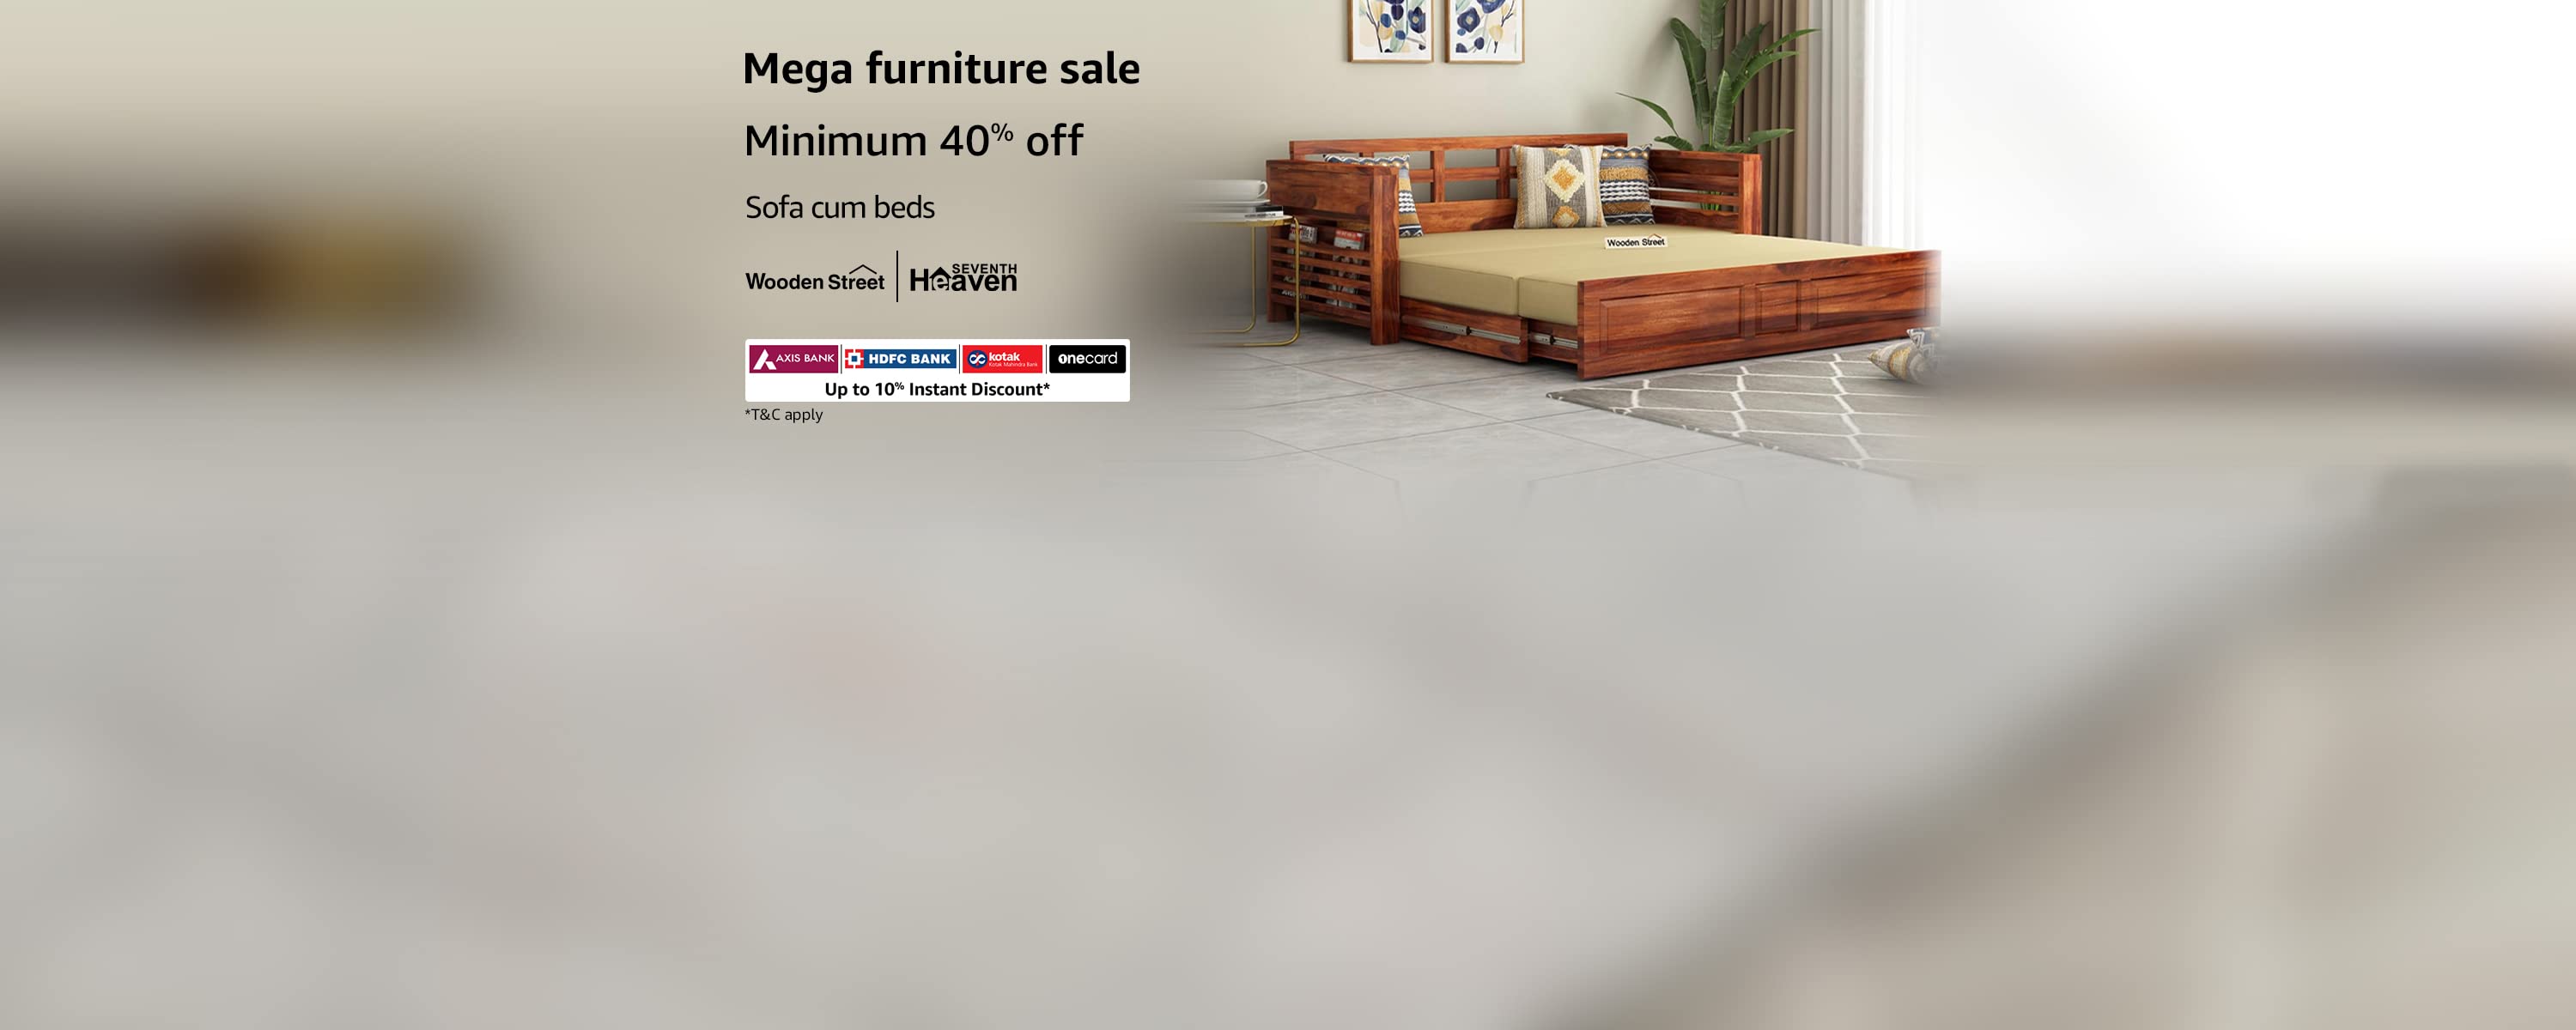 Mega furniture sale
Minimum 40% off
Sofa cum beds
Wooden Street
SEVENTH
Heaven
AXIS BANK HDFC BANK kotak onecard
Kotak Mahindra Bank
Up to 10% Instant Discount*
*T&C apply
Wooden Street